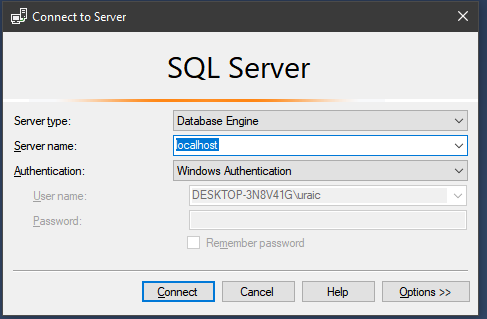 Connect to Server
SQL Server
Server type: Database Engine
Server name: localhost
Authentication: Windows Authentication
User name: DESKTOP-3N8V41G\uraic
Password:
Remember password
Connect Cancel Help Options >>